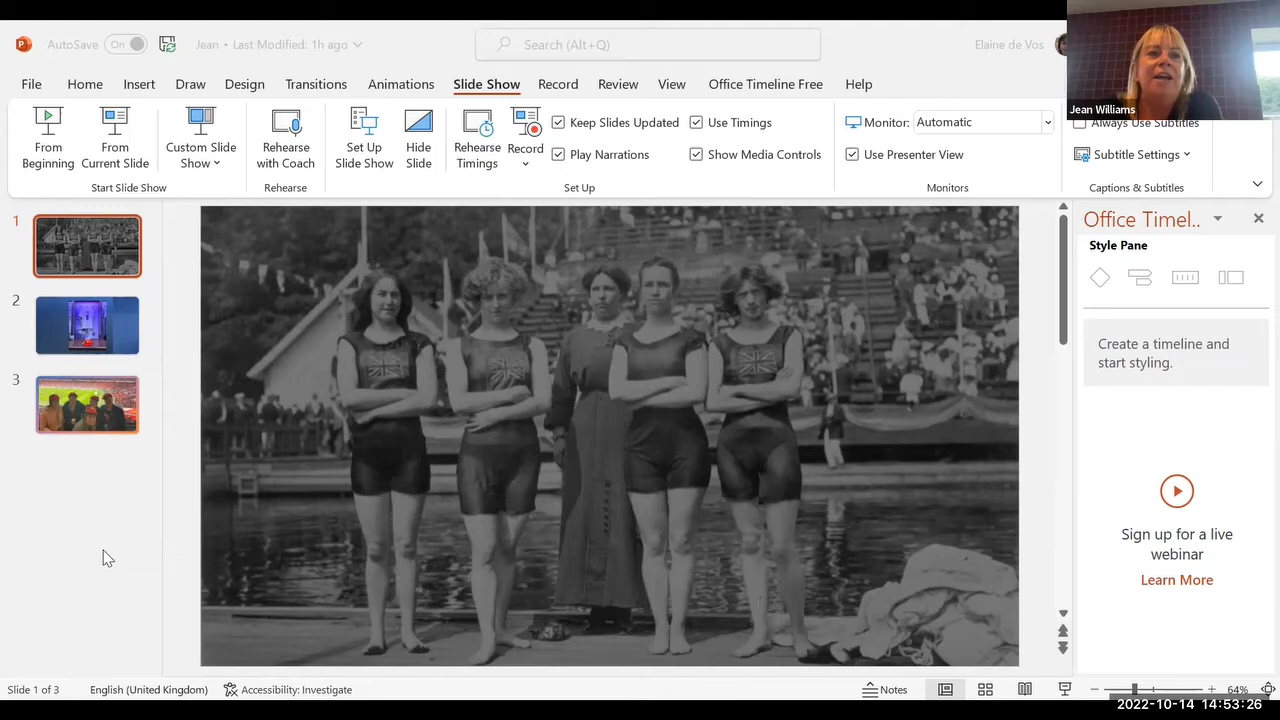 AutoSave On Jean • Last Modified: 1h ago Search (Alt+Q) Elaine de Vos
Jean Williams
File Home Insert Draw Design Transitions Animations Slide Show Record Review View Office Timeline Free Help
From Beginning
From Current Slide
Custom Slide Show
Rehearse with Coach
Set Up Slide Show
Hide Slide
Rehearse Timings
Record
Keep Slides Updated
Use Timings
Play Narrations
Show Media Controls
Monitor: Automatic
Use Presenter View
Always Use Subtitles
Subtitle Settings
Start Slide Show Rehearse Set Up Monitors Captions & Subtitles
1
2
3
Office Timel..
Style Pane
Create a timeline and
start styling.
Sign up for a live
webinar
Learn More
Slide 1 of 3 English (United Kingdom) Accessibility: Investigate Notes 64%
2022-10-14 14:53:26